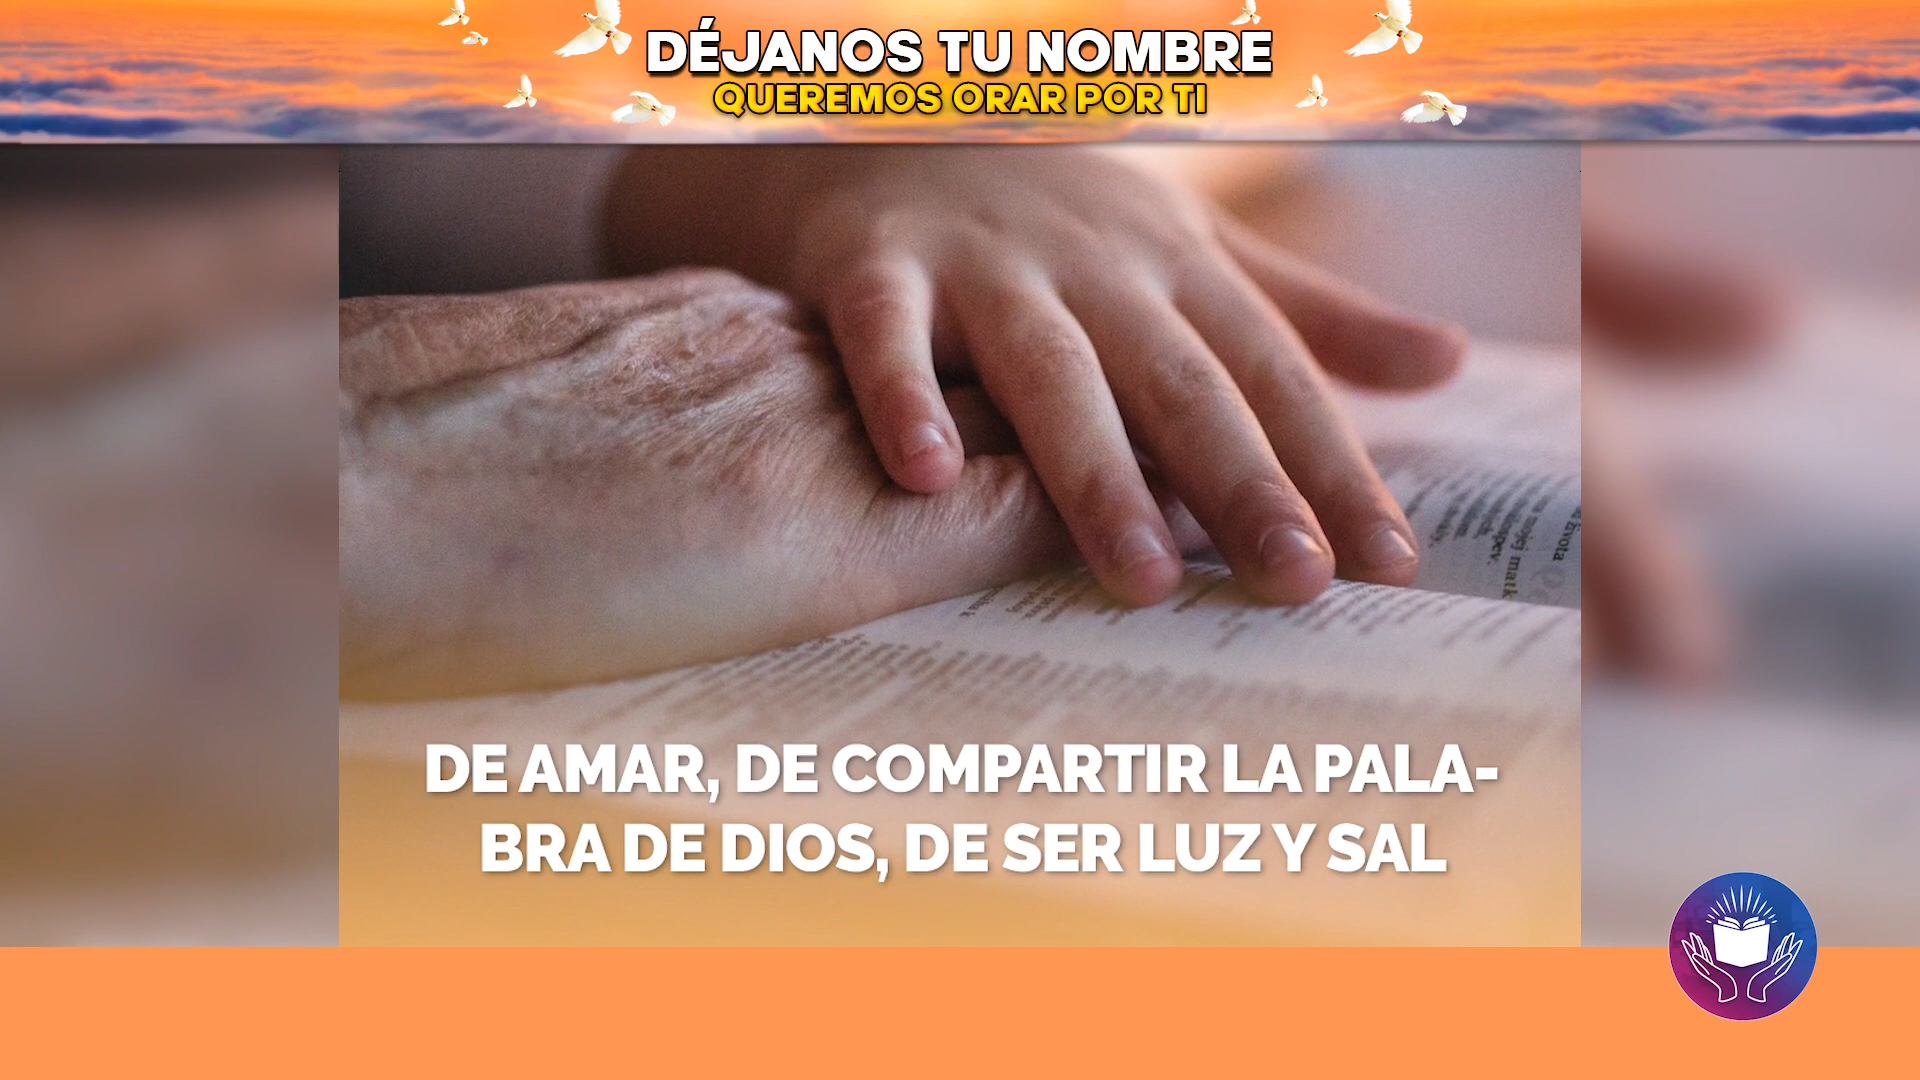 DÉJANOS TU NOMBRE
QUEREMOS ORAR POR TI
DE AMAR, DE COMPARTIR LA PALA-
BRA DE DIOS, DE SER LUZ Y SAL